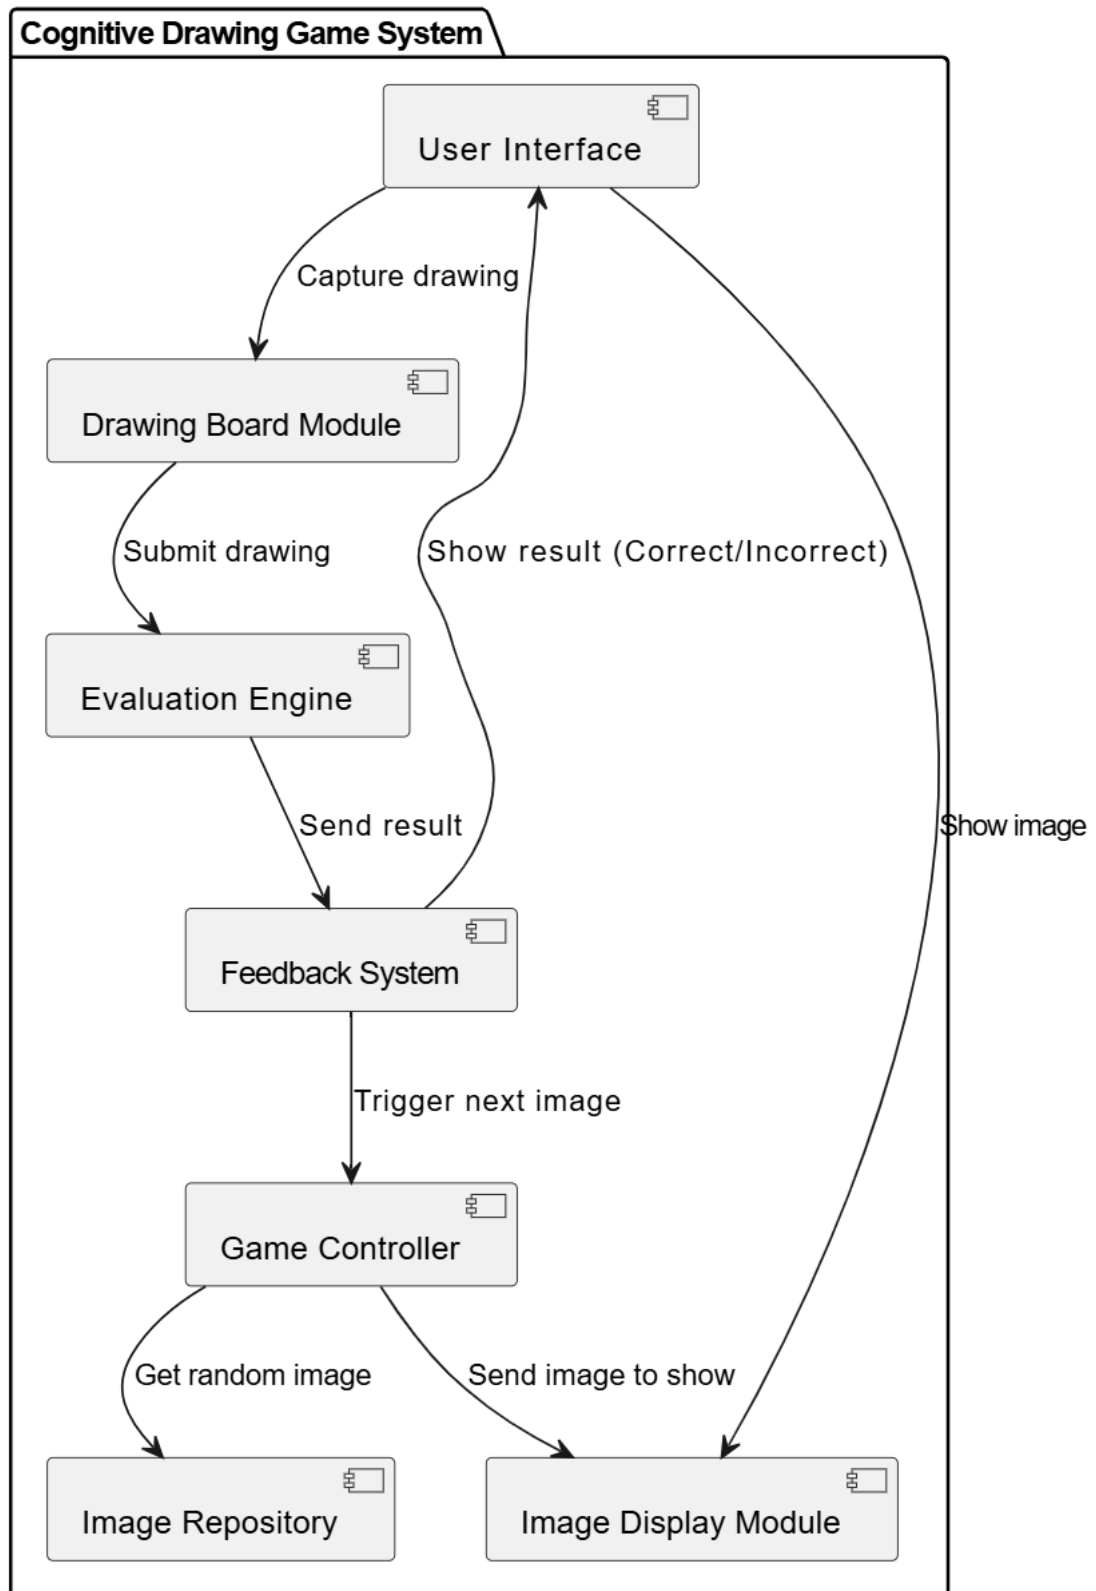 Cognitive Drawing Game System
User Interface
Capture drawing
Drawing Board Module
Submit drawing
Show result (Correct/Incorrect)
Evaluation Engine
Send result
Show image
Feedback System
Trigger next image
Game Controller
Get random image
Send image to show
Image Repository
Image Display Module